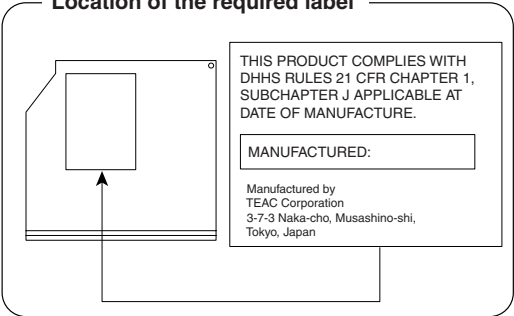 Location of the required label
THIS PRODUCT COMPLIES WITH
DHHS RULES 21 CFR CHAPTER 1,
SUBCHAPTER J APPLICABLE AT
DATE OF MANUFACTURE.
MANUFACTURED:
Manufactured by
TEAC Corporation
3-7-3 Naka-cho, Musashino-shi,
Tokyo, Japan